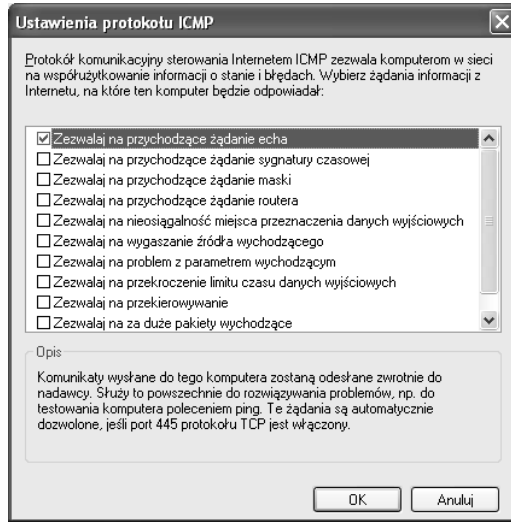 Ustawienia protokołu ICMP
Protokół komunikacyjny sterowania Internetem ICMP zezwala komputerom w sieci
na współużytkowanie informacji o stanie i błędach. Wybierz żądania informacji z
Internetu, na które ten komputer będzie odpowiadał:
Zezwalaj na przychodzące żądanie echa
Zezwalaj na przychodzące żądanie sygnatury czasowej
Zezwalaj na przychodzące żądanie maski
Zezwalaj na przychodzące żądanie routera
Zezwalaj na nieosiągalność miejsca przeznaczenia danych wyjściowych
Zezwalaj na wygaszanie źródła wychodzącego
Zezwalaj na problem z parametrem wychodzącym
Zezwalaj na przekroczenie limitu czasu danych wyjściowych
Zezwalaj na przekierowywanie
Zezwalaj na za duże pakiety wychodzące
Opis
Komunikaty wysłane do tego komputera zostaną odesłane zwrotnie do
nadawcy. Służy to powszechnie do rozwiązywania problemów, np. do
testowania komputera poleceniem ping. Te żądania są automatycznie
dozwolone, jeśli port 445 protokołu TCP jest włączony.
OK Anuluj